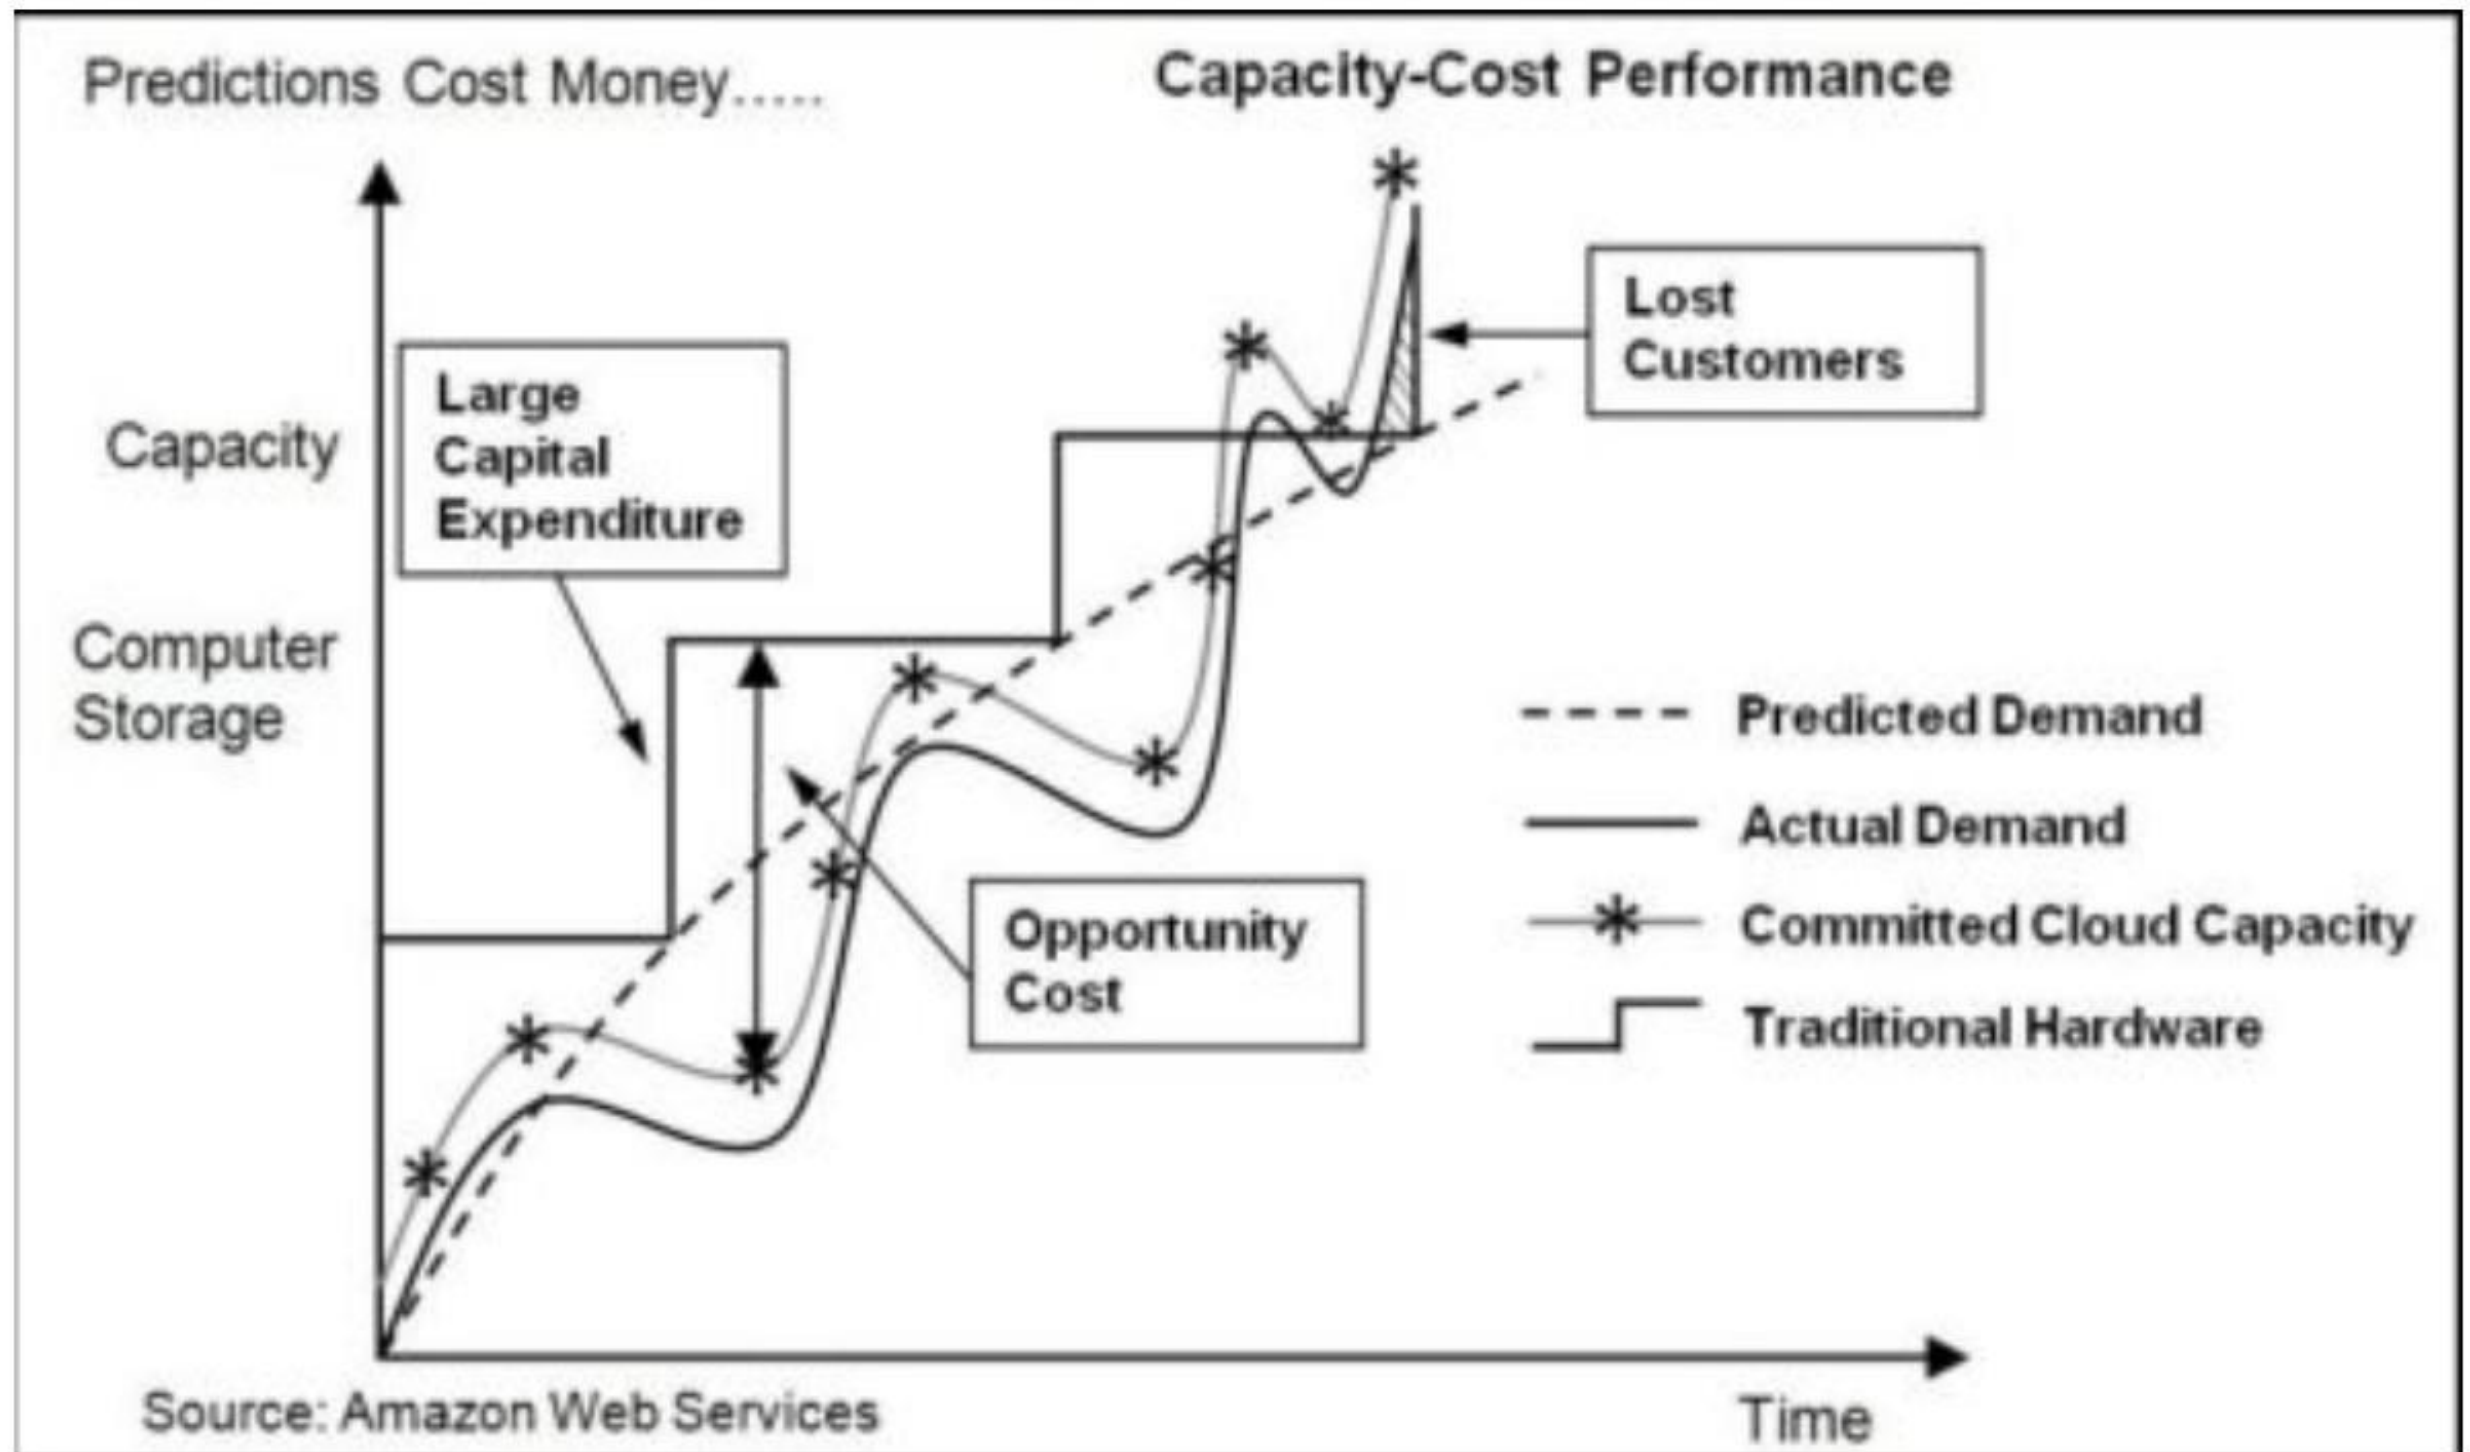 Predictions Cost Money.....
Capacity-Cost Performance
Large
Capital
Expenditure
Lost
Customers
Capacity
Computer
Storage
Opportunity
Cost
Predicted Demand
Actual Demand
Committed Cloud Capacity
Traditional Hardware
Source: Amazon Web Services
Time